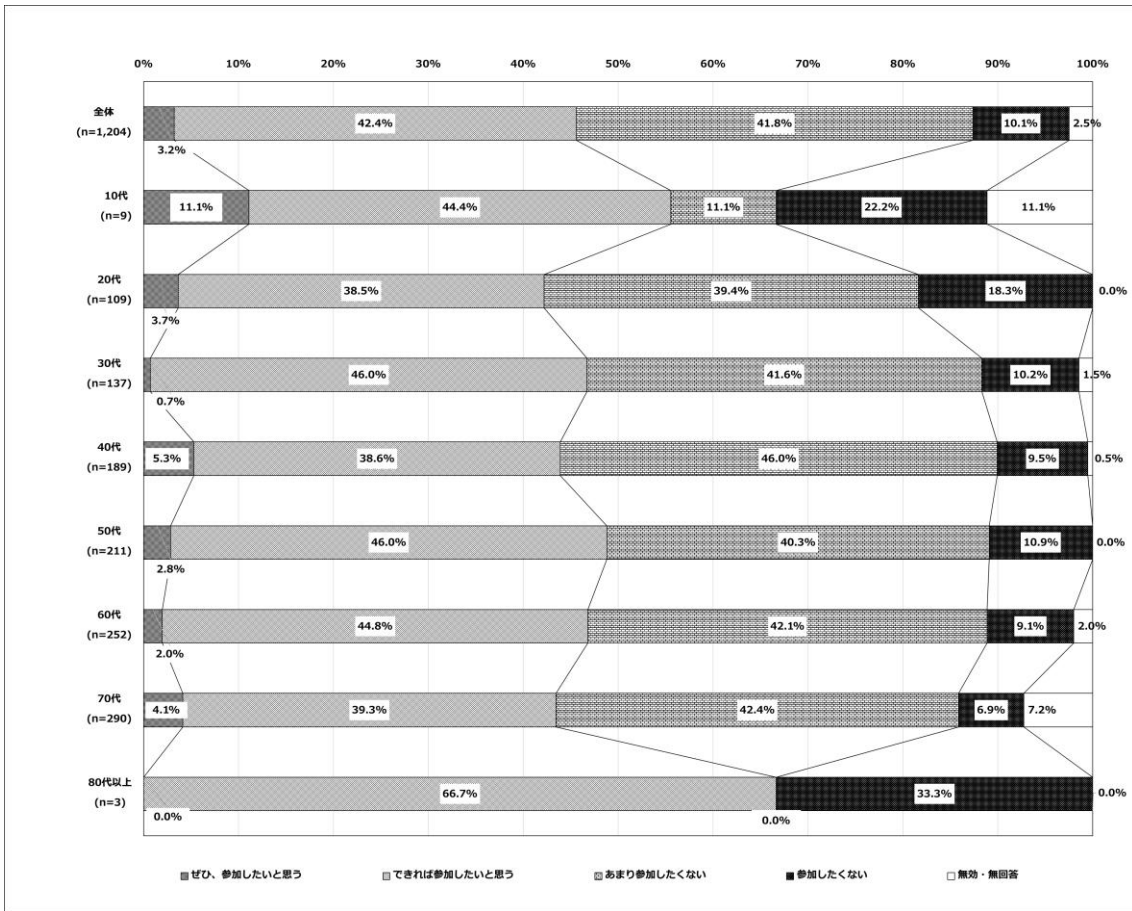 0% 10% 20% 30% 40% 50% 60% 70% 80% 90% 100%
全体
(n=1,204)
3.2% 42.4% 41.8% 10.1% 2.5%
10代
(n=9)
11.1% 44.4% 11.1% 22.2% 11.1%
20代
(n=109)
3.7% 38.5% 39.4% 18.3% 0.0%
30代
(n=137)
0.7% 46.0% 41.6% 10.2% 1.5%
40代
(n=189)
5.3% 38.6% 46.0% 9.5% 0.5%
50代
(n=211)
2.8% 46.0% 40.3% 10.9% 0.0%
60代
(n=252)
2.0% 44.8% 42.1% 9.1% 2.0%
70代
(n=290)
4.1% 39.3% 42.4% 6.9% 7.2%
80代以上
(n=3)
0.0% 66.7% 0.0% 33.3% 0.0%
ぜひ、参加したいと思う できれば参加したいと思う あまり参加したくない 参加したくない 無効・無回答